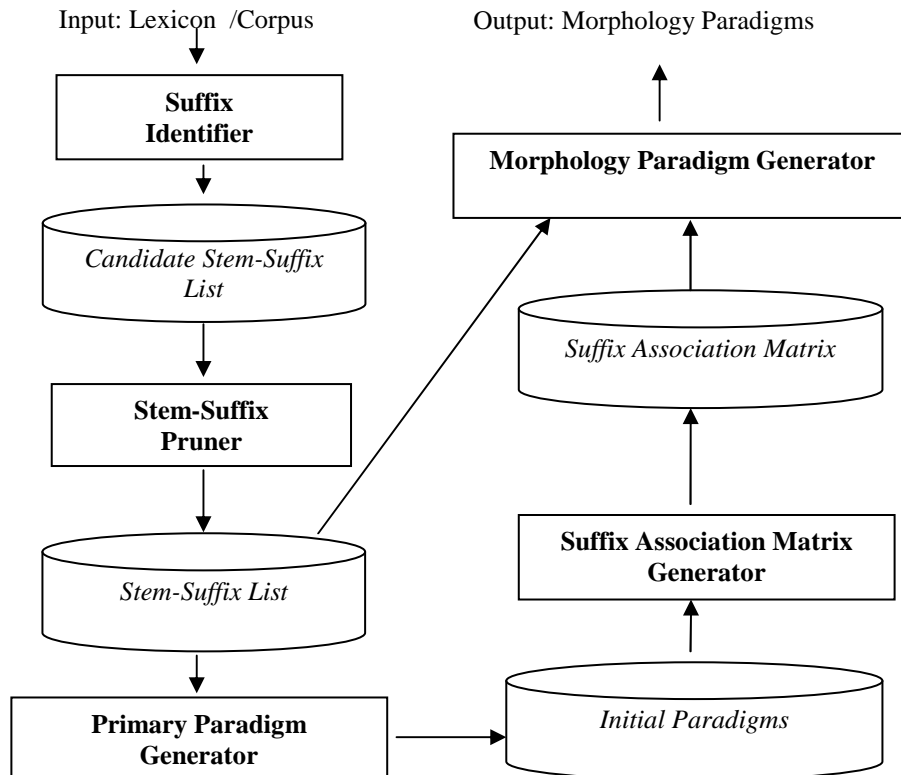 Input: Lexicon /Corpus
Suffix
Identifier
Candidate Stem-Suffix
List
Stem-Suffix
Pruner
Stem-Suffix List
Primary Paradigm
Generator
Output: Morphology Paradigms
Morphology Paradigm Generator
Suffix Association Matrix
Suffix Association Matrix
Generator
Initial Paradigms